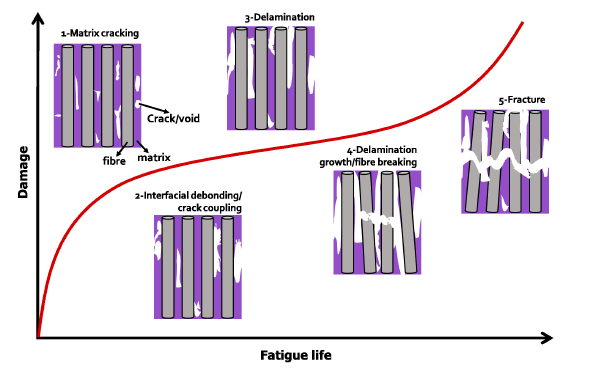 3-Delamination
1-Matrix cracking
Crack/void
fibre
matrix
5-Fracture
4-Delamination
growth/fibre breaking
2-Interfacial debonding/
crack coupling
Damage
Fatigue life